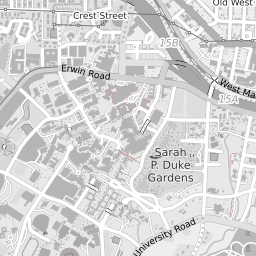 Old West
Crest Street
15B
Erwin Road
West Ma
15A
Sarah
P. Duke
Gardens
University Road